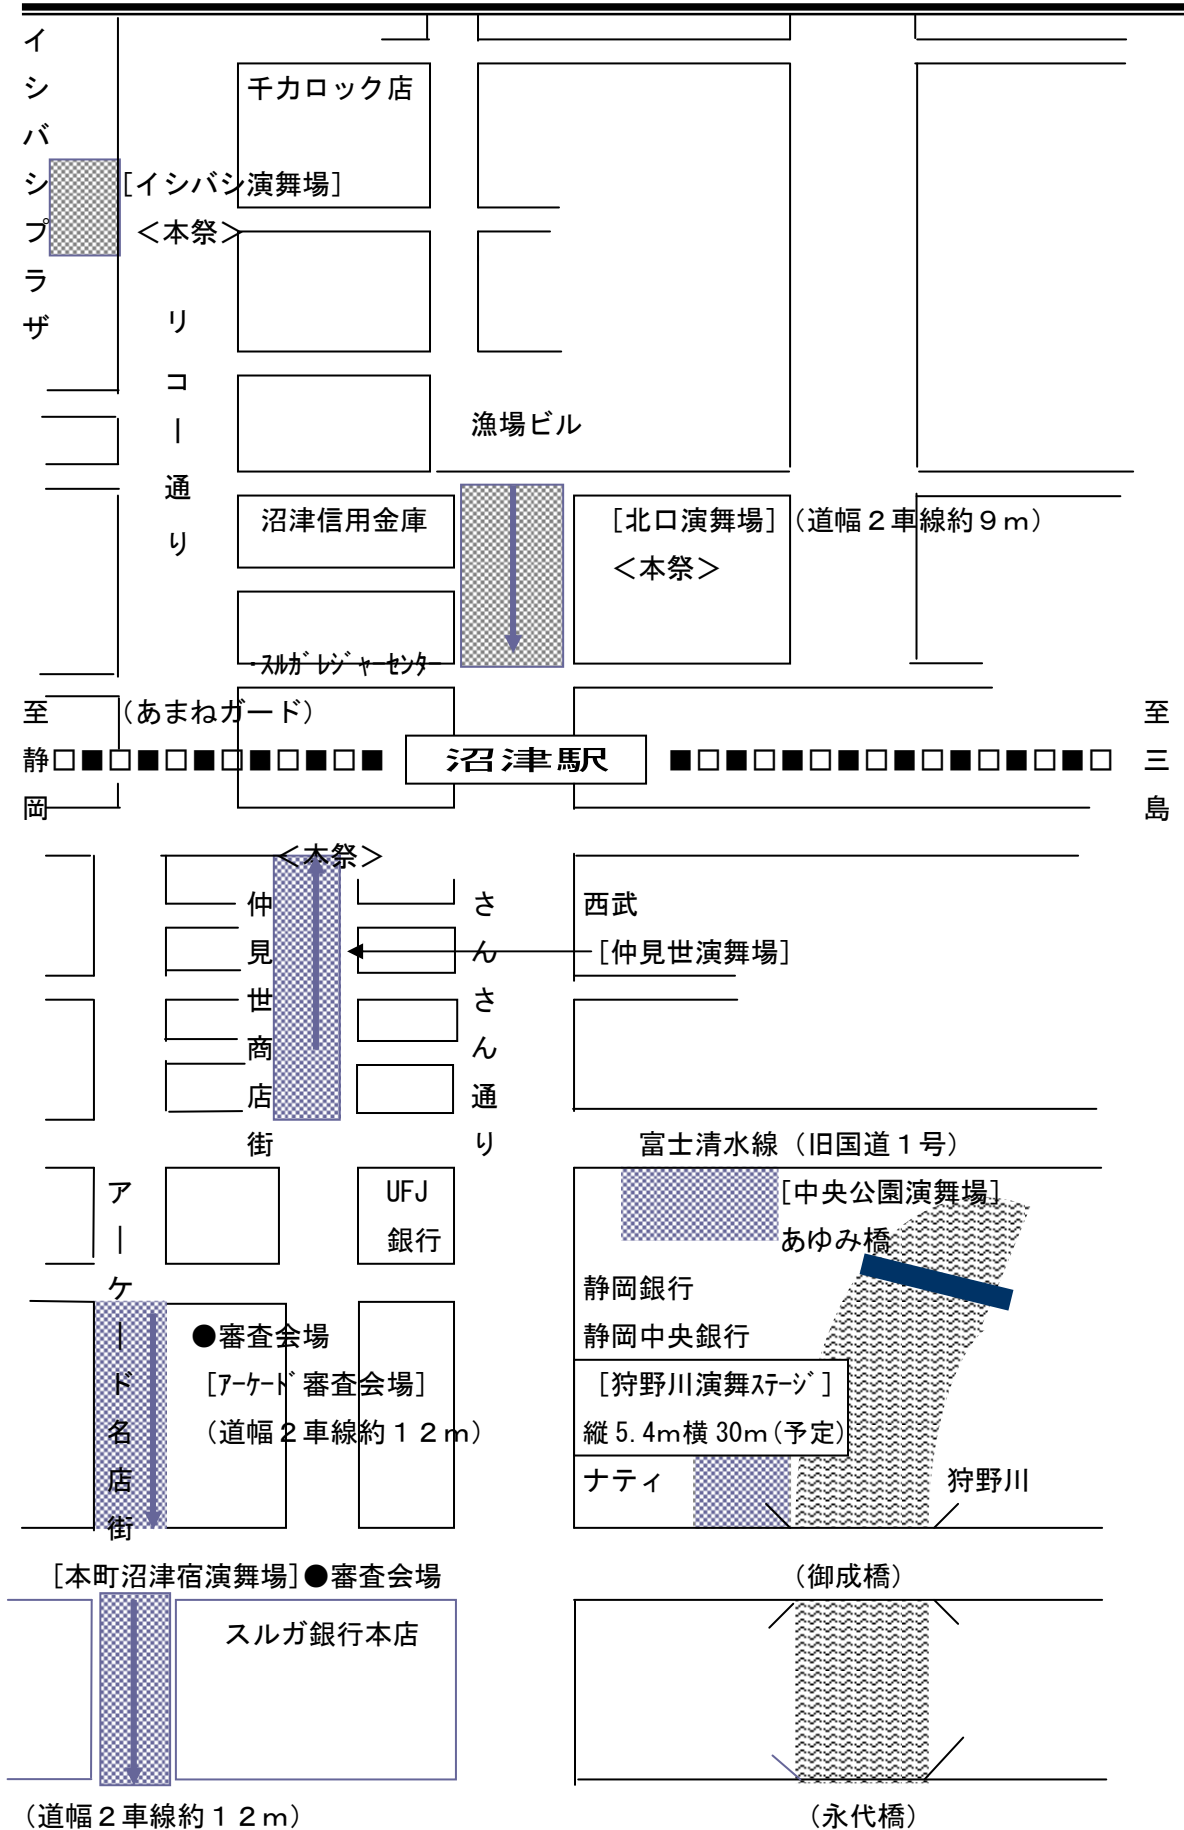 イシバシプラザ
千カロック店
[イシバシ演舞場]
＜本祭＞
リコー通り
漁場ビル
沼津信用金庫
[北口演舞場]（道幅２車線約９ｍ）
＜本祭＞
・ｽﾙｶﾞﾚｼﾞｬｰｾﾝﾀｰ
至静岡
（あまねガード）
沼津駅
至三島
＜本祭＞
仲見世商店街
さんさん通り
西武
[仲見世演舞場]
富士清水線（旧国道１号）
アーケード名店街
UFJ
銀行
[中央公園演舞場]
あゆみ橋
静岡銀行
静岡中央銀行
●審査会場
[ｱｰｹｰﾄﾞ審査会場]
（道幅２車線約１２ｍ）
[狩野川演舞ｽﾃｰｼﾞ]
縦5.4ｍ横30ｍ(予定)
ナティ
狩野川
[本町沼津宿演舞場]●審査会場
（御成橋）
スルガ銀行本店
（道幅２車線約１２ｍ）
（永代橋）